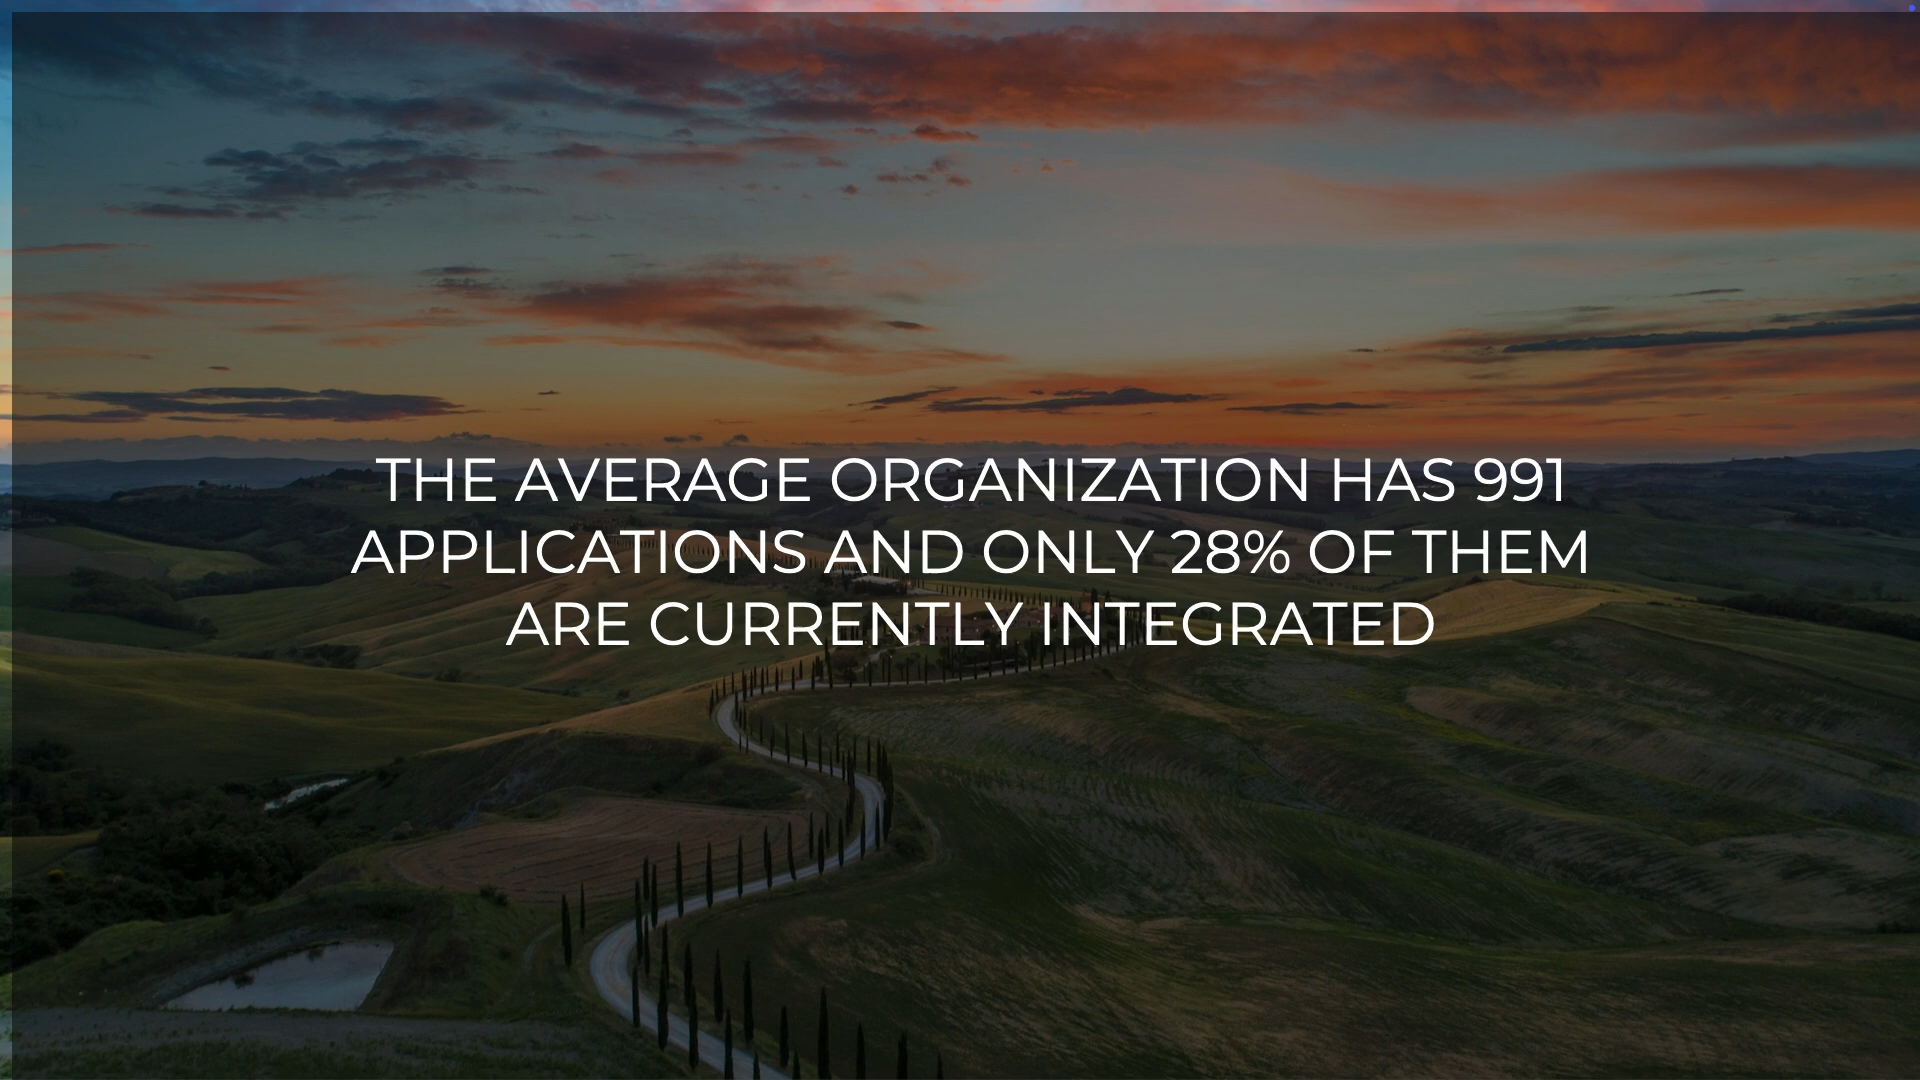 THE AVERAGE ORGANIZATION HAS 991
APPLICATIONS AND ONLY 28% OF THEM
ARE CURRENTLY INTEGRATED